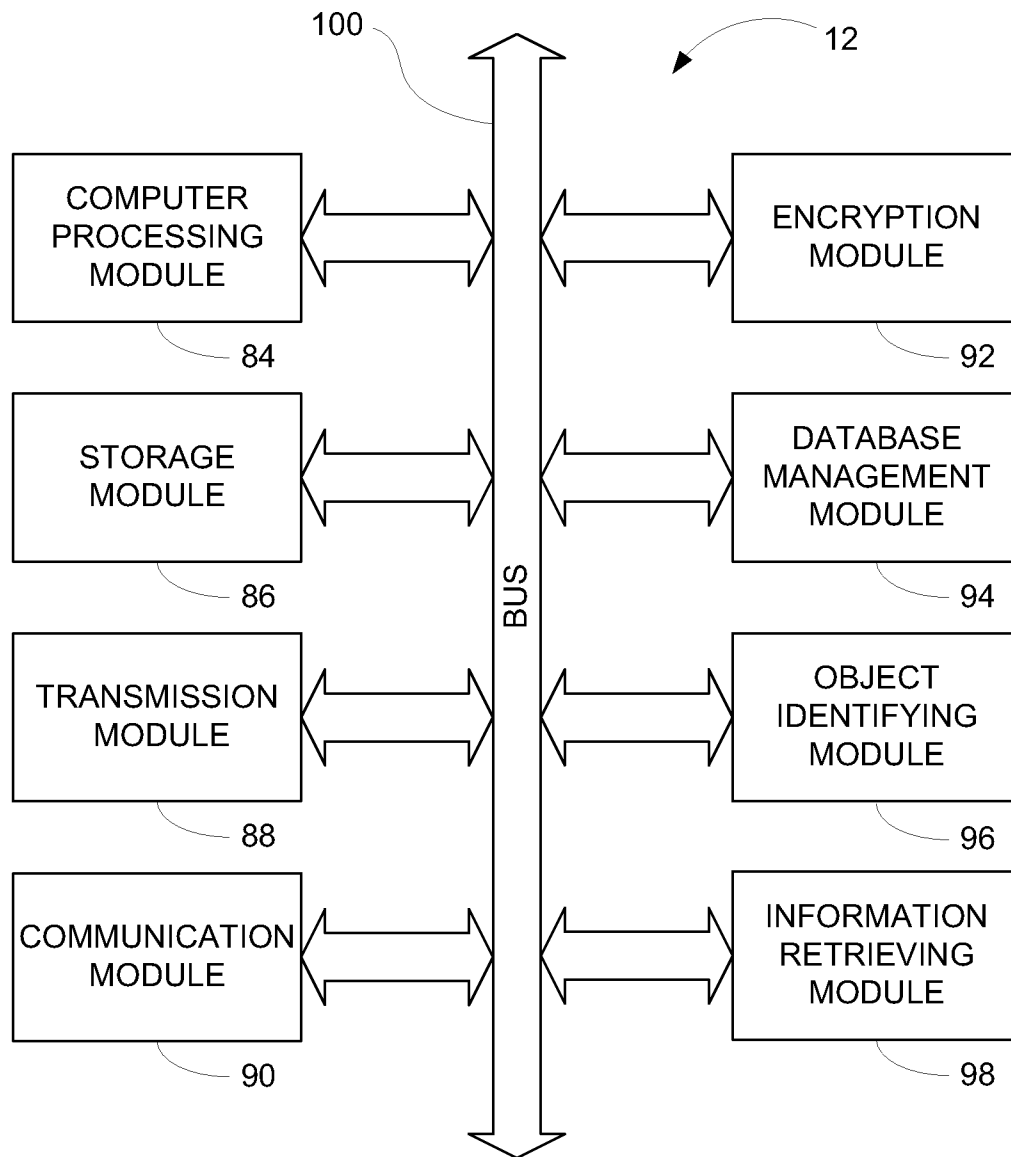 100
12
COMPUTER
PROCESSING
MODULE
84
ENCRYPTION
MODULE
92
STORAGE
MODULE
86
DATABASE
MANAGEMENT
MODULE
94
BUS
TRANSMISSION
MODULE
88
OBJECT
IDENTIFYING
MODULE
96
COMMUNICATION
MODULE
90
INFORMATION
RETRIEVING
MODULE
98